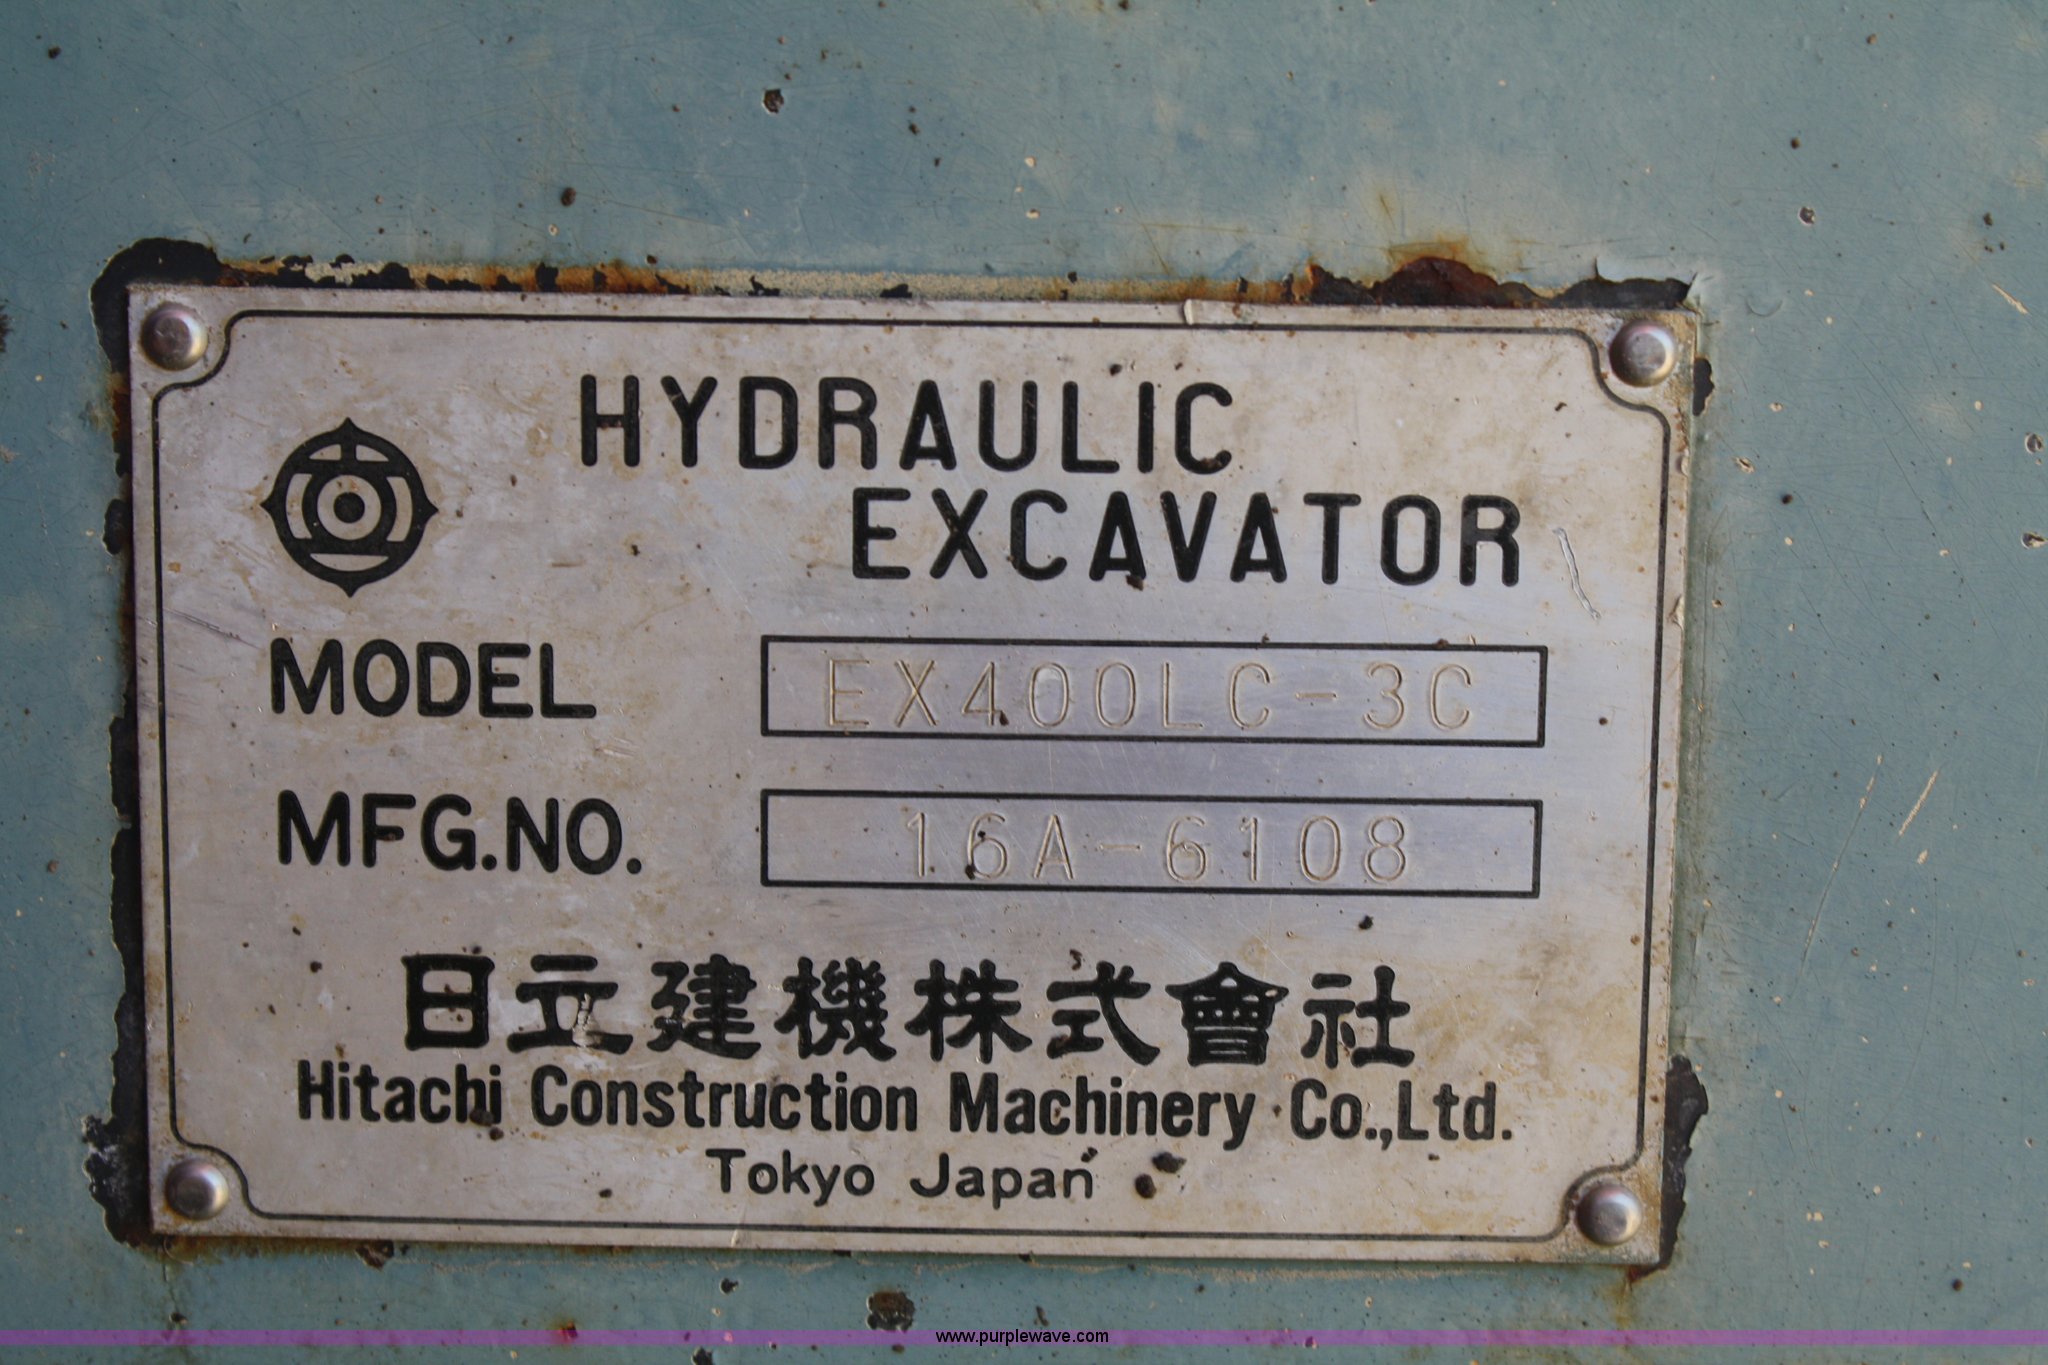 HYDRAULIC
EXCAVATOR
MODEL EX400LC-3C
MFG.NO. 16A-6108
日立建機株式會社
Hitachi Construction Machinery Co.,Ltd.
Tokyo Japan
www.purplewave.com